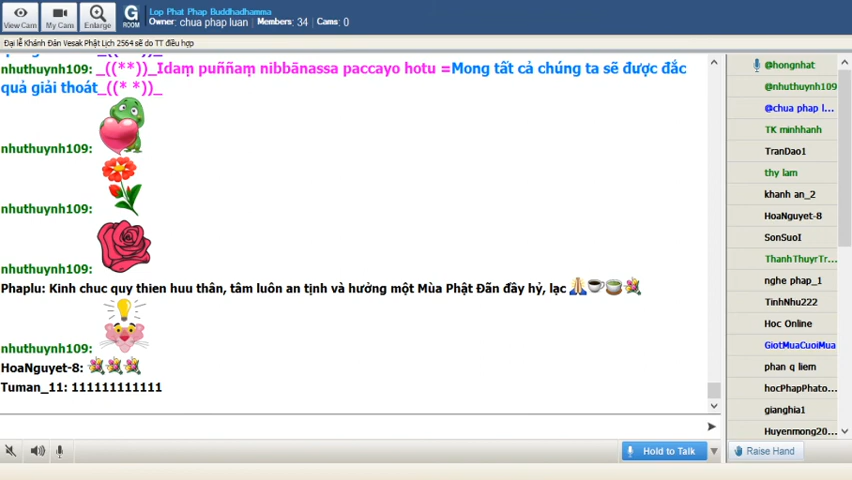 View Cam
My Cam
Enlarge
G
ROOM
Lop Phat Phap Buddhadhamma
Owner: chua phap luan Members: 34 Cams: 0
Đại lễ Khánh Đản Vesak Phật Lịch 2564 sẽ do TT điều hợp
nhuthuynh109: _((**))_Idaṃ puññaṃ nibbānassa paccayo hotu =Mong tất cả chúng ta sẽ được đắc
quả giải thoát_((* *))_
nhuthuynh109:
nhuthuynh109:
nhuthuynh109:
Phaplu: Kinh chuc quy thien huu thân, tâm luôn an tịnh và hưởng một Mùa Phật Đãn đầy hỷ, lạc
nhuthuynh109:
HoaNguyet-8:
Tuman_11: 111111111111
Hold to Talk
@hongnhat
@nhuthuynh109
@chua phap l...
TK minhhanh
TranDao1
thy lam
khanh an_2
HoaNguyet-8
SonSuoI
ThanhThuyrTr...
nghe phap_1
TinhNhu222
Hoc Online
GiotMuaCuoiMua
phan q liem
hocPhapPhato...
gianghia1
Huyenmong20...
Raise Hand